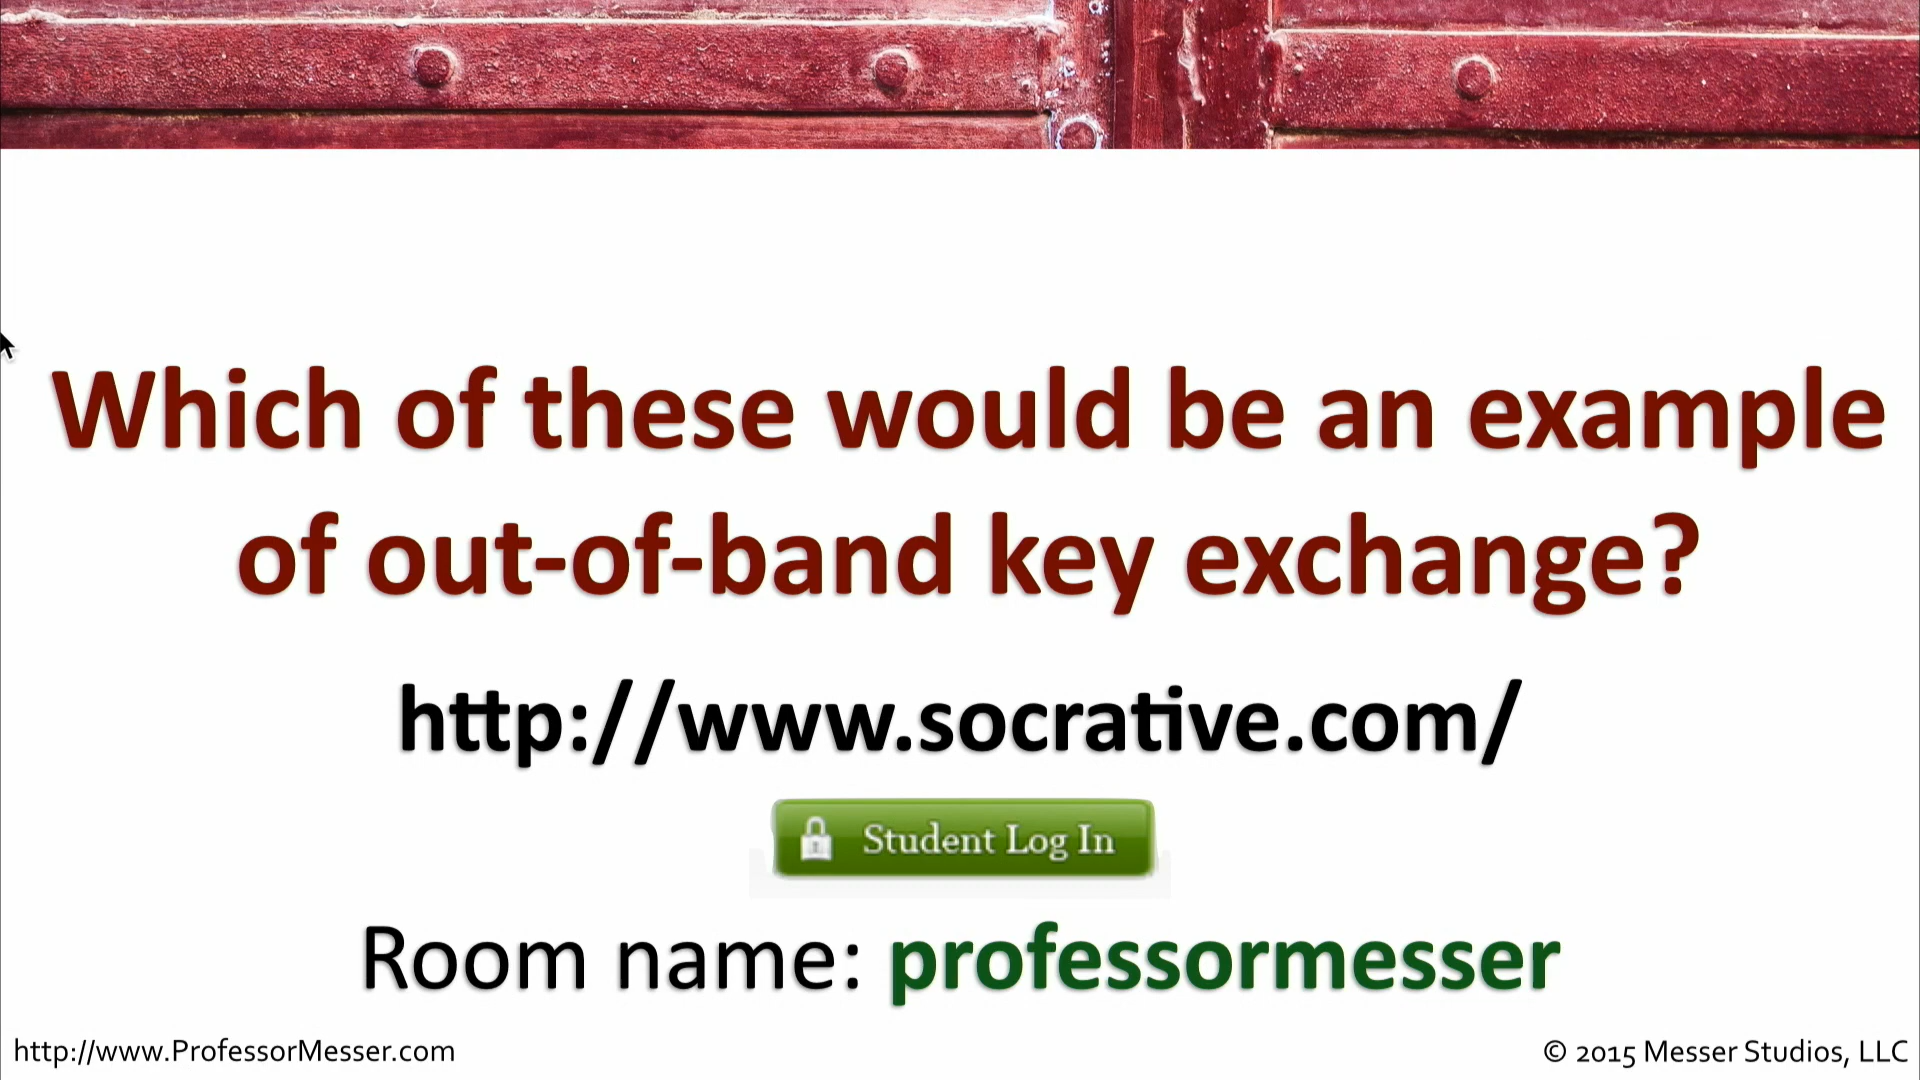 Which of these would be an example
of out-of-band key exchange?
http://www.socrative.com/
Student Log In
Room name: professormesser
http://www.ProfessorMesser.com
© 2015 Messer Studios, LLC